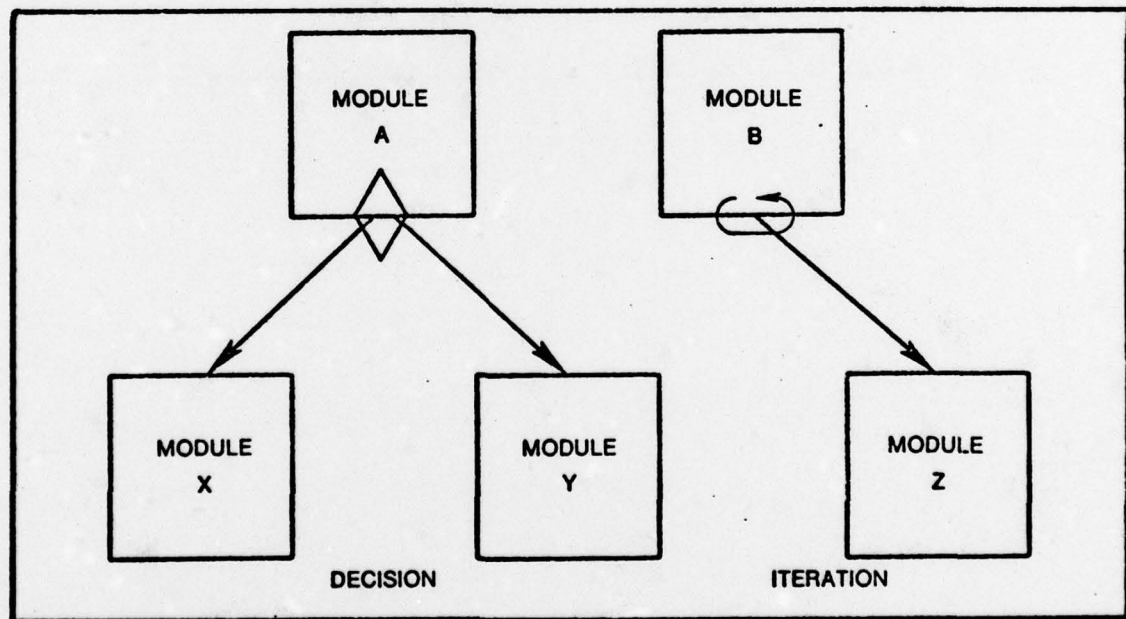 MODULE
A
MODULE
B
MODULE
X
MODULE
Y
MODULE
Z
DECISION
ITERATION